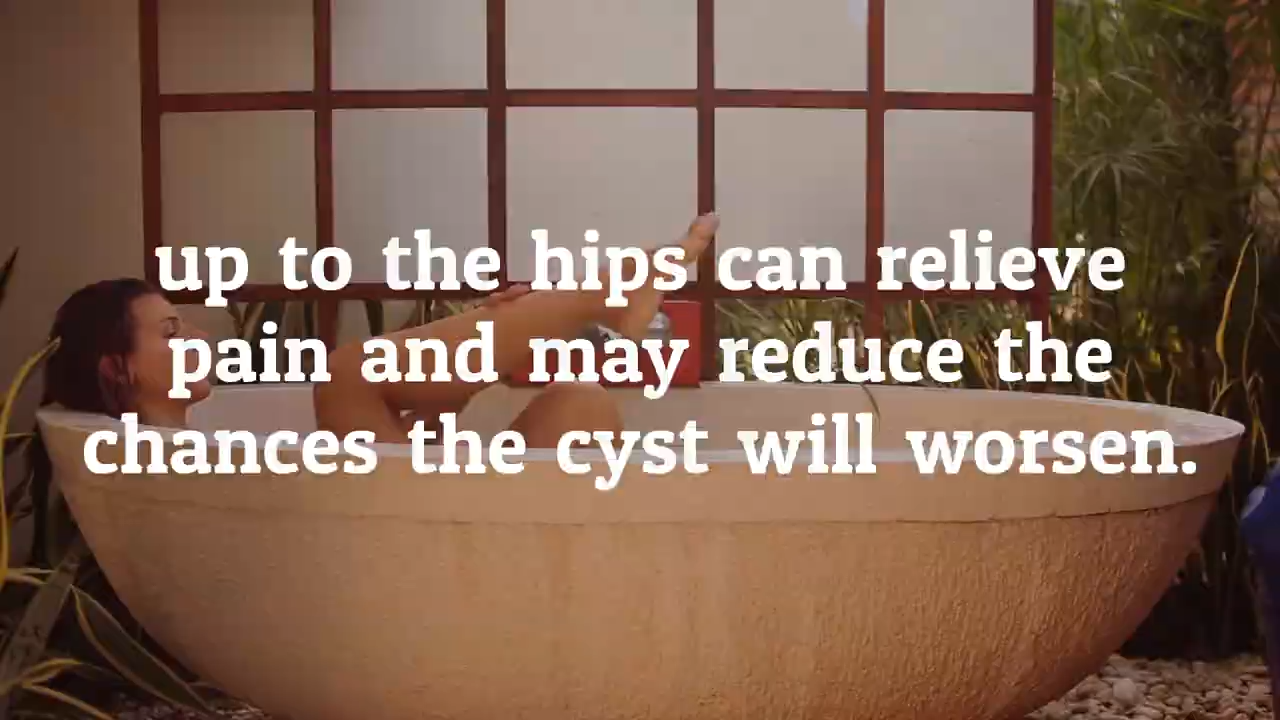 up to the hips can relieve
pain and may reduce the
chances the cyst will worsen.